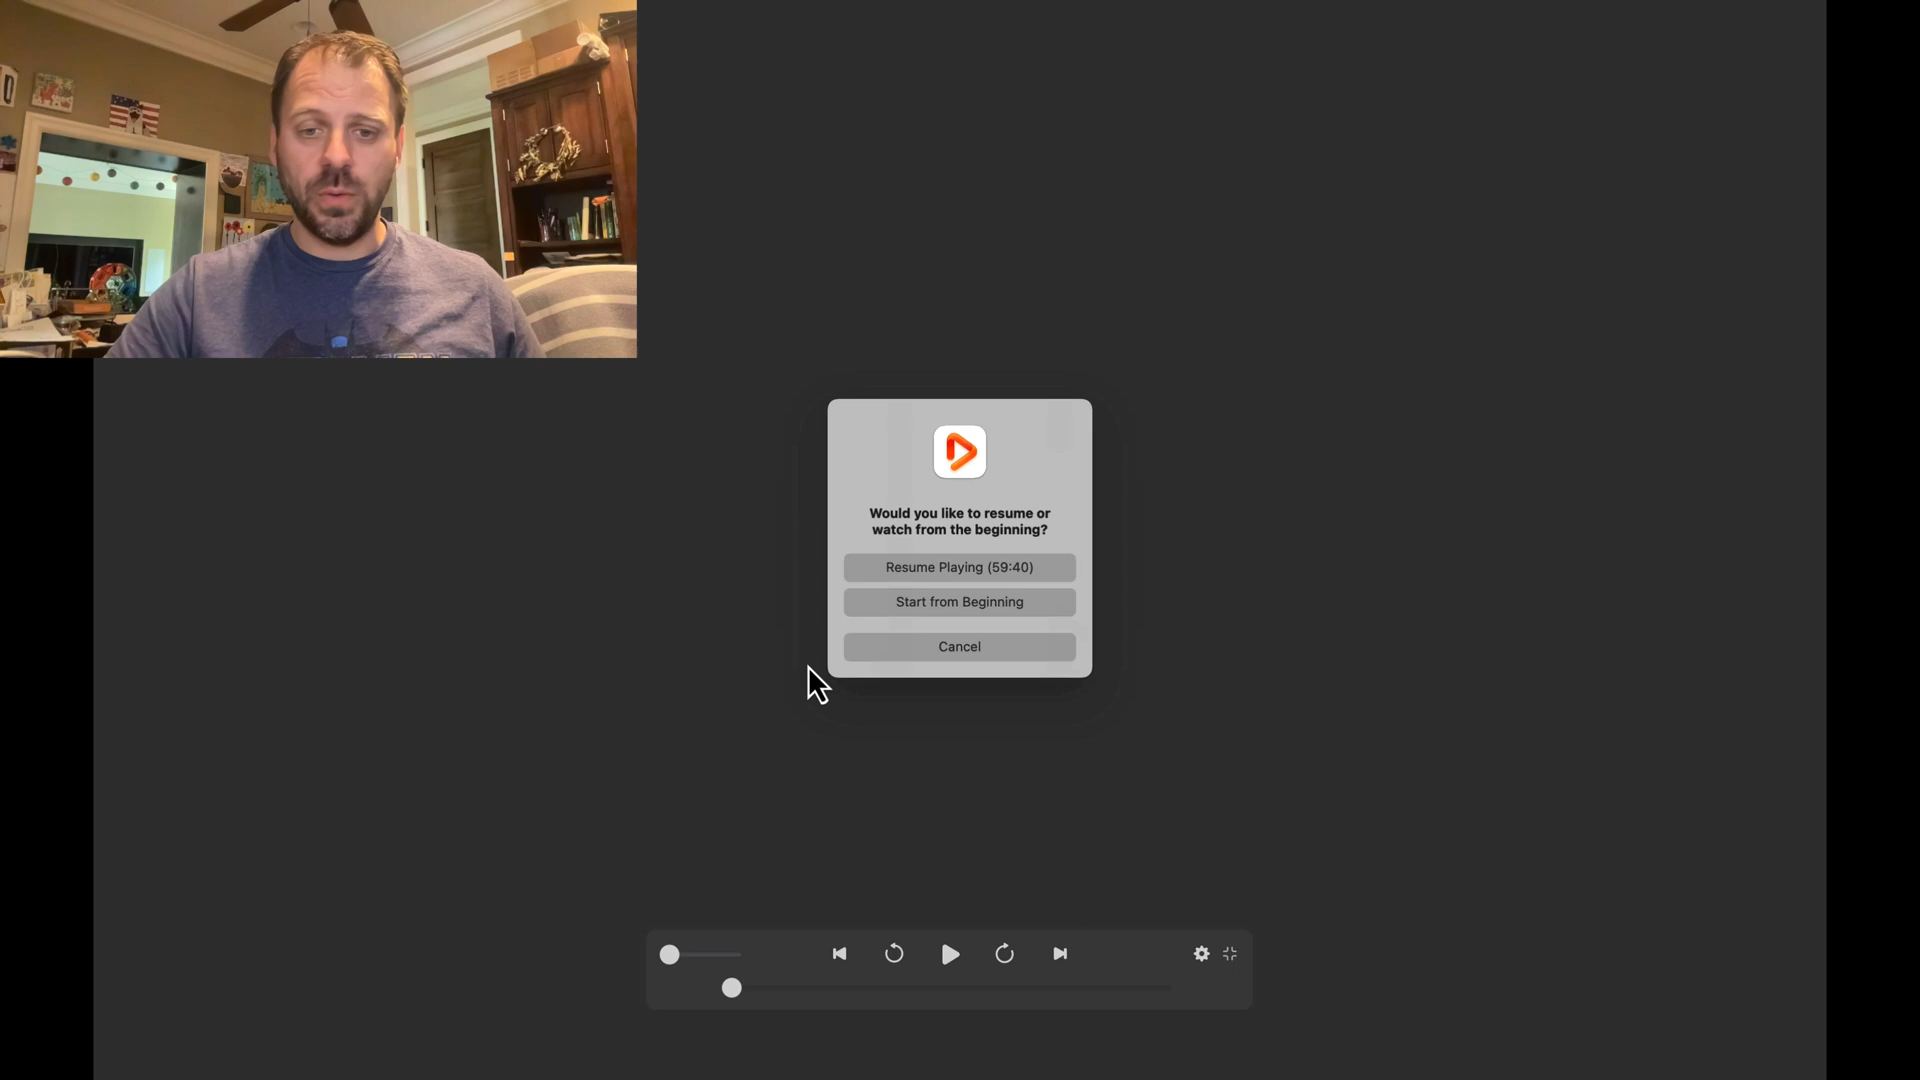 Would you like to resume or
watch from the beginning?
Resume Playing (59:40)
Start from Beginning
Cancel